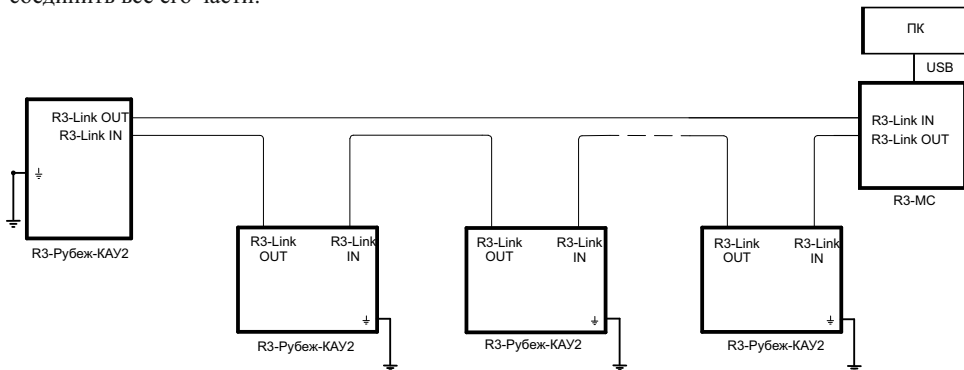 соединить все его части.
ПК
USB
R3-Link OUT
R3-Link IN
R3-Link IN
R3-Link OUT
R3-МС
R3-Рубеж-КАУ2
R3-Link
OUT
R3-Link
IN
R3-Рубеж-КАУ2
R3-Link
OUT
R3-Link
IN
R3-Рубеж-КАУ2
R3-Link
OUT
R3-Link
IN
R3-Рубеж-КАУ2